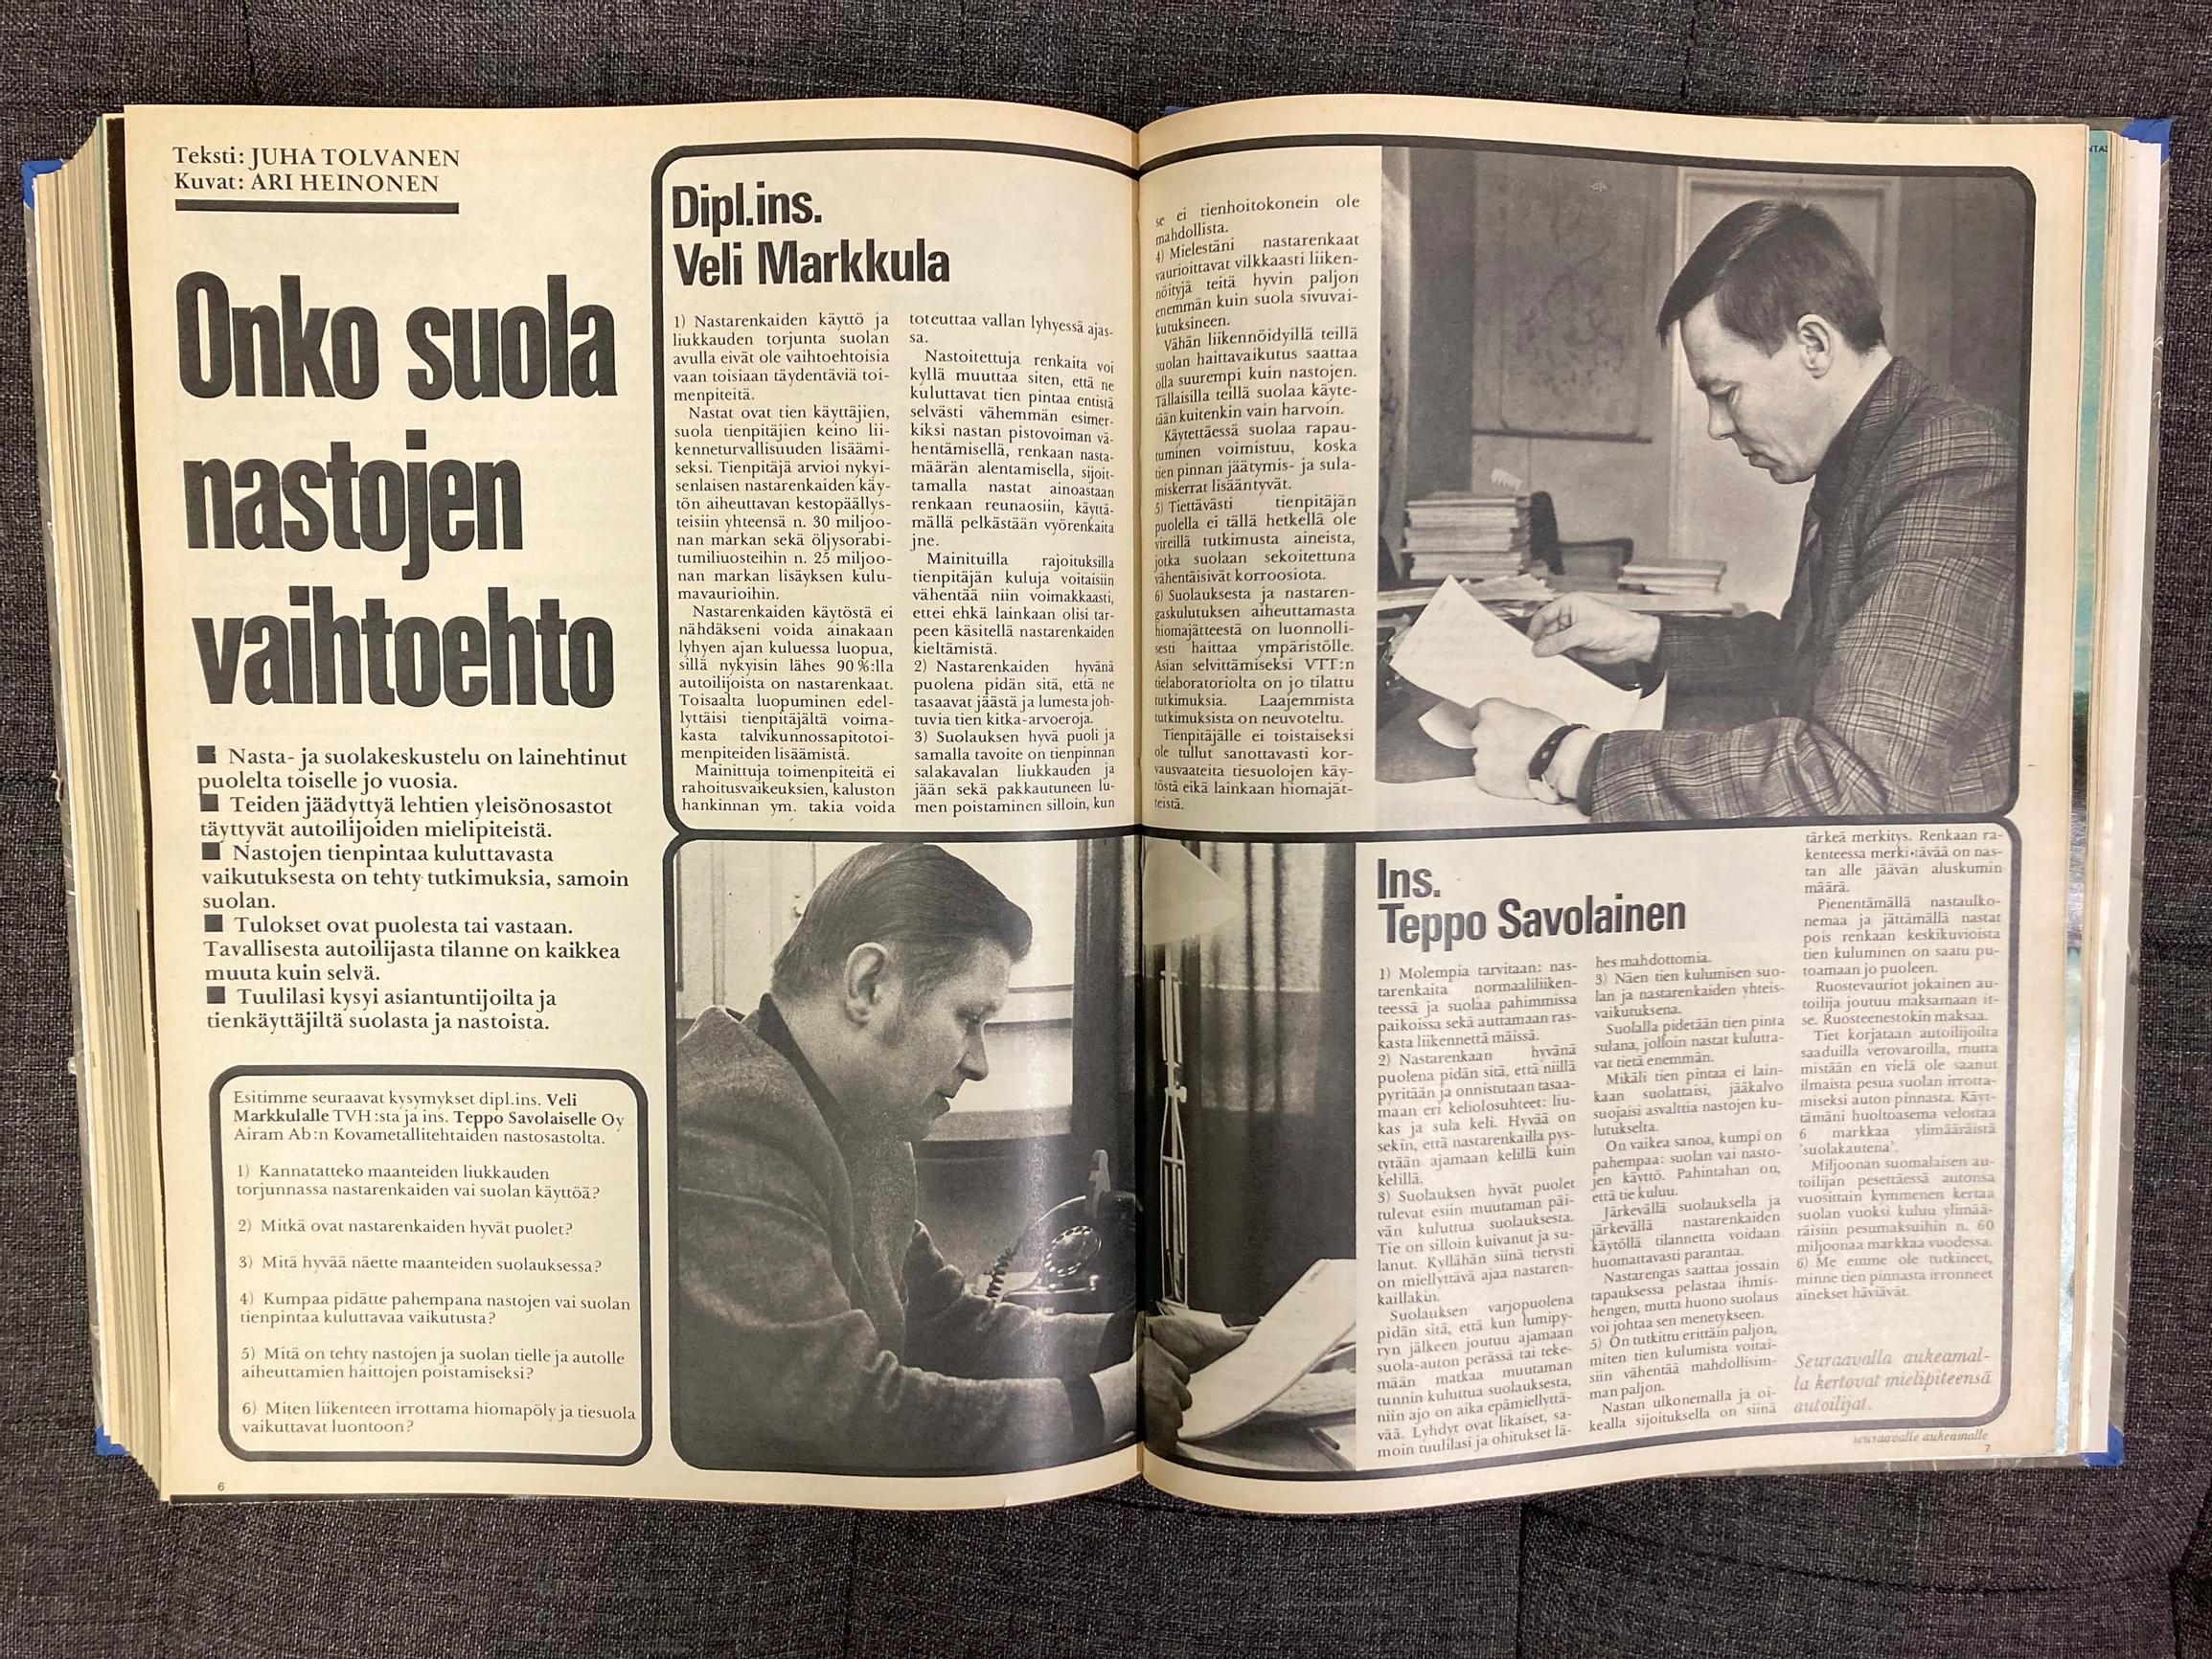 Teksti: JUHA TOLVANEN
Kuvat: ARI HEINONEN
Onko suola
nastojen
vaihtoehto
■ Nasta- ja suolakeskustelu on lainehtinut
puolelta toiselle jo vuosia.
■ Teiden jäädyttyä lehtien yleisönosastot
täyttyvät autoilijoiden mielipiteistä.
■ Nastojen tienpintaa kuluttavasta
vaikutuksesta on tehty tutkimuksia, samoin
suolan.
■ Tulokset ovat puolesta tai vastaan.
Tavallisesta autoilijasta tilanne on kaikkea
muuta kuin selvä.
■ Tuulilasi kysyi asiantuntijoilta ja
tienkäyttäjiltä suolasta ja nastoista.
Esitimme seuraavat kysymykset dipl.ins. Veli
Markkulalle TVH:sta ja ins. Teppo Savolaiselle Oy
Airam Ab:n Kovametallitehtaiden nastosastolta.
1) Kannatatteko maanteiden liukkauden
torjunnassa nastarenkaiden vai suolan käyttöä?
2) Mitkä ovat nastarenkaiden hyvät puolet?
3) Mitä hyvää näette maanteiden suolauksessa?
4) Kumpaa pidätte pahempana nastojen vai suolan
tienpintaa kuluttavaa vaikutusta?
5) Mitä on tehty nastojen ja suolan tielle ja autolle
aiheuttamien haittojen poistamiseksi?
6) Miten liikenteen irrottama hiomapöly ja tiesuola
vaikuttavat luontoon?
6
Dipl.ins.
Veli Markkula
1) Nastarenkaiden käyttö ja
liukkauden torjunta suolan
avulla eivät ole vaihtoehtoisia
vaan toisiaan täydentäviä toi-
menpiteitä.
Nastat ovat tien käyttäjien,
suola tienpitäjien keino lii-
kenneturvallisuuden lisäämi-
seksi. Tienpitäjä arvioi nykyi-
senlaisen nastarenkaiden käy-
tön aiheuttavan kestopäällys-
teisiin yhteensä n. 30 miljoo-
nan markan sekä öljysorabi-
tumiliuosteihin n. 25 miljoo-
nan markan lisäyksen kulu-
mavaurioihin.
Nastarenkaiden käytöstä ei
nähdäkseni voida ainakaan
lyhyen ajan kuluessa luopua,
sillä nykyisin lähes 90 %:lla
autoilijoista on nastarenkaat.
Toisaalta luopuminen edel-
lyttäisi tienpitäjältä voima-
kasta talvikunnossapitotoi-
menpiteiden lisäämistä.
Mainittuja toimenpiteitä ei
rahoitusvaikeuksien, kaluston
hankinnan ym. takia voida
toteuttaa vallan lyhyessä ajas-
sa.
Nastoitettuja renkaita voi
kyllä muuttaa siten, että ne
kuluttavat tien pintaa entistä
selvästi vähemmän esimer-
kiksi nastan pistovoiman vä-
hentämisellä, renkaan nasta-
määrän alentamisella, sijoit-
tamalla nastat ainoastaan
renkaan reunaosiin, käyttä-
mällä pelkästään vyörenkaita
jne.
Mainituilla rajoituksilla
tienpitäjän kuluja voitaisiin
vähentää niin voimakkaasti,
ettei ehkä lainkaan olisi tar-
peen käsitellä nastarenkaiden
kieltämistä.
2) Nastarenkaiden hyvänä
puolena pidän sitä, että ne
tasaavat jäästä ja lumesta joh-
tuvia tien kitka-arvoeroja.
3) Suolauksen hyvä puoli ja
samalla tavoite on tienpinnan
salakavalan liukkauden ja
jään sekä pakkautuneen lu-
men poistaminen silloin, kun
se ei tienhoitokonein ole
mahdollista.
4) Mielestäni nastarenkaat
vaurioittavat vilkkaasti liiken-
nöityjä teitä hyvin paljon
enemmän kuin suola sivuvai-
kutuksineen.
Vähän liikennöidyillä teillä
suolan haittavaikutus saattaa
olla suurempi kuin nastojen.
Tällaisilla teillä suolaa käyte-
tään kuitenkin vain harvoin.
Käytettäessä suolaa rapau-
tuminen voimistuu, koska
tien pinnan jäätymis- ja sula-
miskerrat lisääntyvät.
5) Tiettävästi tienpitäjän
puolella ei tällä hetkellä ole
vireillä tutkimusta aineista,
jotka suolaan sekoitettuna
vähentäisivät korroosiota.
6) Suolauksesta ja nastaren-
gaskulutuksen aiheuttamasta
hiomajätteestä on luonnolli-
sesti haittaa ympäristölle.
Asian selvittämiseksi VTT:n
tielaboratoriolta on jo tilattu
tutkimuksia. Laajemmista
tutkimuksista on neuvoteltu.
Tienpitäjälle ei toistaiseksi
ole tullut sanottavasti kor-
vausvaateita tiesuolojen käy-
töstä eikä lainkaan hiomajät-
teistä.
Ins.
Teppo Savolainen
1) Molempia tarvitaan: nas-
tarenkaita normaaliliiken-
teessä ja suolaa pahimmissa
paikoissa sekä auttamaan ras-
kasta liikennettä mäissä.
2) Nastarenkaan hyvänä
puolena pidän sitä, että niillä
pyritään ja onnistutaan tasaa-
maan eri keliolosuhteet: liu-
kas ja sula keli. Hyvää on
sekin, että nastarenkailla pys-
tytään ajamaan kelillä kuin
kelillä.
3) Suolauksen hyvät puolet
tulevat esiin muutaman päi-
vän kuluttua suolauksesta.
Tie on silloin kuivanut ja su-
lanut. Kyllähän siinä tietysti
on miellyttävä ajaa nastaren-
kaillakin.
Suolauksen varjopuolena
pidän sitä, että kun lumipy-
ryn jälkeen joutuu ajamaan
suola-auton perässä tai teke-
mään matkaa muutaman
tunnin kuluttua suolauksesta,
niin ajo on aika epämiellyttä-
vää. Lyhdyt ovat likaiset, sa-
moin tuulilasi ja ohitukset lä-
hes mahdottomia.
3) Näen tien kulumisen suo-
lan ja nastarenkaiden yhteis-
vaikutuksena.
Suolalla pidetään tien pinta
sulana, jolloin nastat kulutta-
vat tietä enemmän.
Mikäli tien pintaa ei lain-
kaan suolattaisi, jääkalvo
suojaisi asvalttia nastojen ku-
lutukselta.
On vaikea sanoa, kumpi on
pahempaa: suolan vai nasto-
jen käyttö. Pahintahan on,
että tie kuluu.
Järkevällä suolauksella ja
järkevällä nastarenkaiden
käytöllä tilannetta voidaan
huomattavasti parantaa.
Nastarengas saattaa jossain
tapauksessa pelastaa ihmis-
hengen, mutta huono suolaus
voi johtaa sen menetykseen.
5) On tutkittu erittäin paljon,
miten tien kulumista voitai-
siin vähentää mahdollisim-
man paljon.
Nastan ulkonemalla ja oi-
kealla sijoituksella on siinä
tärkeä merkitys. Renkaan ra-
kenteessa merkittävää on nas-
tan alle jäävän aluskumin
määrä.
Pienentämällä nastaulko-
nemaa ja jättämällä nastat
pois renkaan keskikuvioista
tien kuluminen on saatu pu-
toamaan jo puoleen.
Ruostevauriot jokainen au-
toilija joutuu maksamaan it-
se. Ruosteenestokin maksaa.
Tiet korjataan autoilijoilta
saaduilla verovaroilla, mutta
mistään en vielä ole saanut
ilmaista pesua suolan irrotta-
miseksi auton pinnasta. Käyt-
tämäni huoltoasema veloittaa
6 markkaa ylimääräistä
'suolakautena'.
Miljoonan suomalaisen au-
toilijan pesettäessä autonsa
vuosittain kymmenen kertaa
suolan vuoksi kuluu ylimää-
räisiin pesumaksuihin n. 60
miljoonaa markkaa vuodessa.
6) Me emme ole tutkineet,
minne tien pinnasta irronneet
ainekset häviävät.
Seuraavalla aukeamal-
la kertovat mielipiteensä
autoilijat.
seuraavalle aukeamalle
7